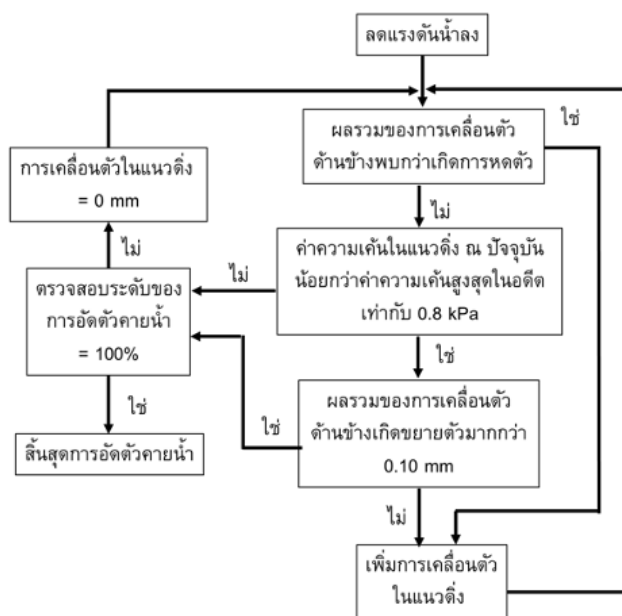 ลดแรงดันน้ำลง
ใช่
ผลรวมของการเคลื่อนตัว
ด้านข้างพบกว่าเกิดการหดตัว
การเคลื่อนตัวในแนวดิ่ง
= 0 mm
ไม่
ไม่
ค่าความเค้นในแนวดิ่ง ณ ปัจจุบัน
น้อยกว่าค่าความเค้นสูงสุดในอดีต
เท่ากับ 0.8 kPa
ไม่
ตรวจสอบระดับของ
การอัดตัวคายน้ำ
= 100%
ใช่
ผลรวมของการเคลื่อนตัว
ด้านข้างเกิดขยายตัวมากกว่า
0.10 mm
ใช่
ใช่
สิ้นสุดการอัดตัวคายน้ำ
ไม่
เพิ่มการเคลื่อนตัว
ในแนวดิ่ง